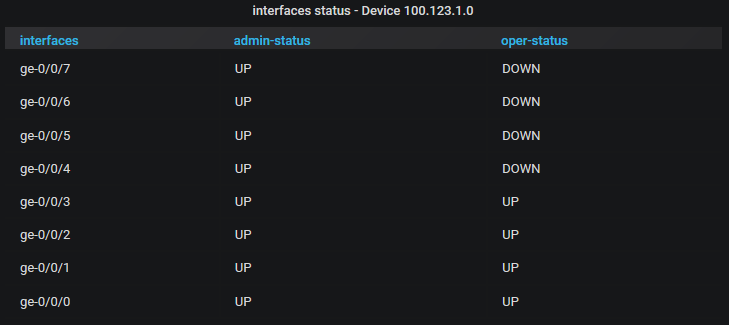 interfaces status - Device 100.123.1.0
interfaces admin-status oper-status
ge-0/0/7 UP DOWN
ge-0/0/6 UP DOWN
ge-0/0/5 UP DOWN
ge-0/0/4 UP DOWN
ge-0/0/3 UP UP
ge-0/0/2 UP UP
ge-0/0/1 UP UP
ge-0/0/0 UP UP